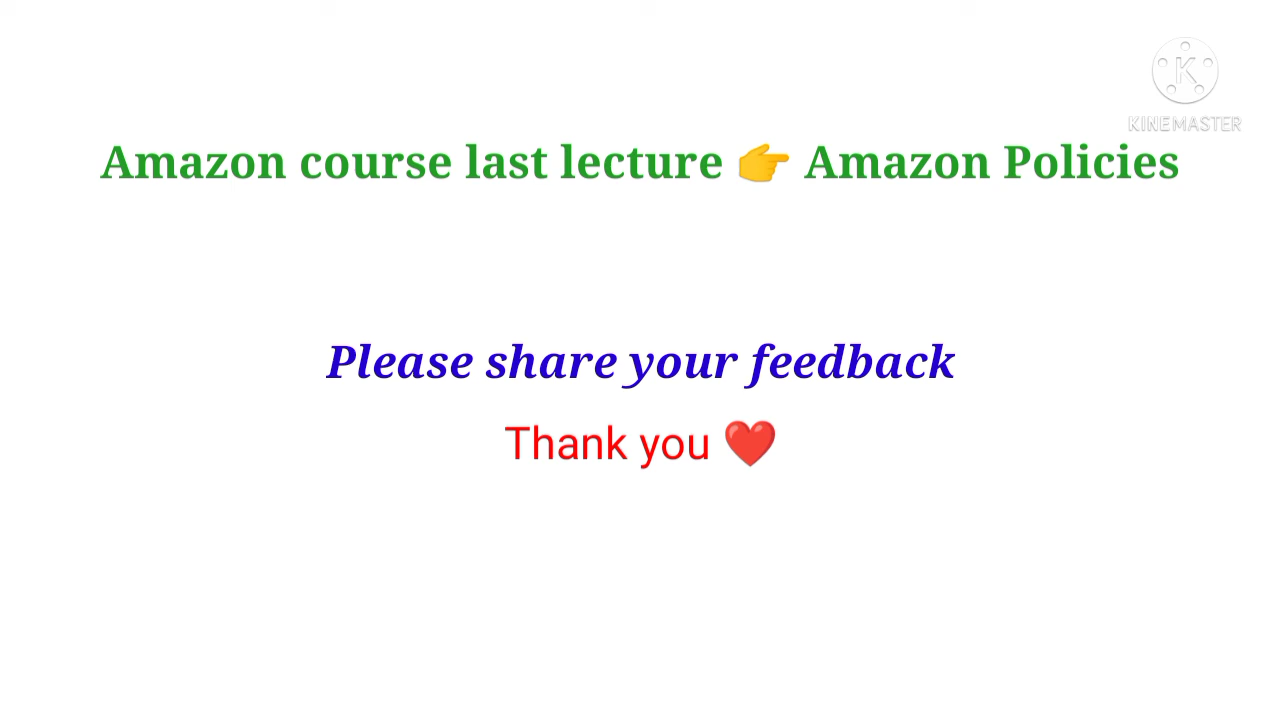 KINEMASTER
Amazon course last lecture 👉 Amazon Policies
Please share your feedback
Thank you ❤️